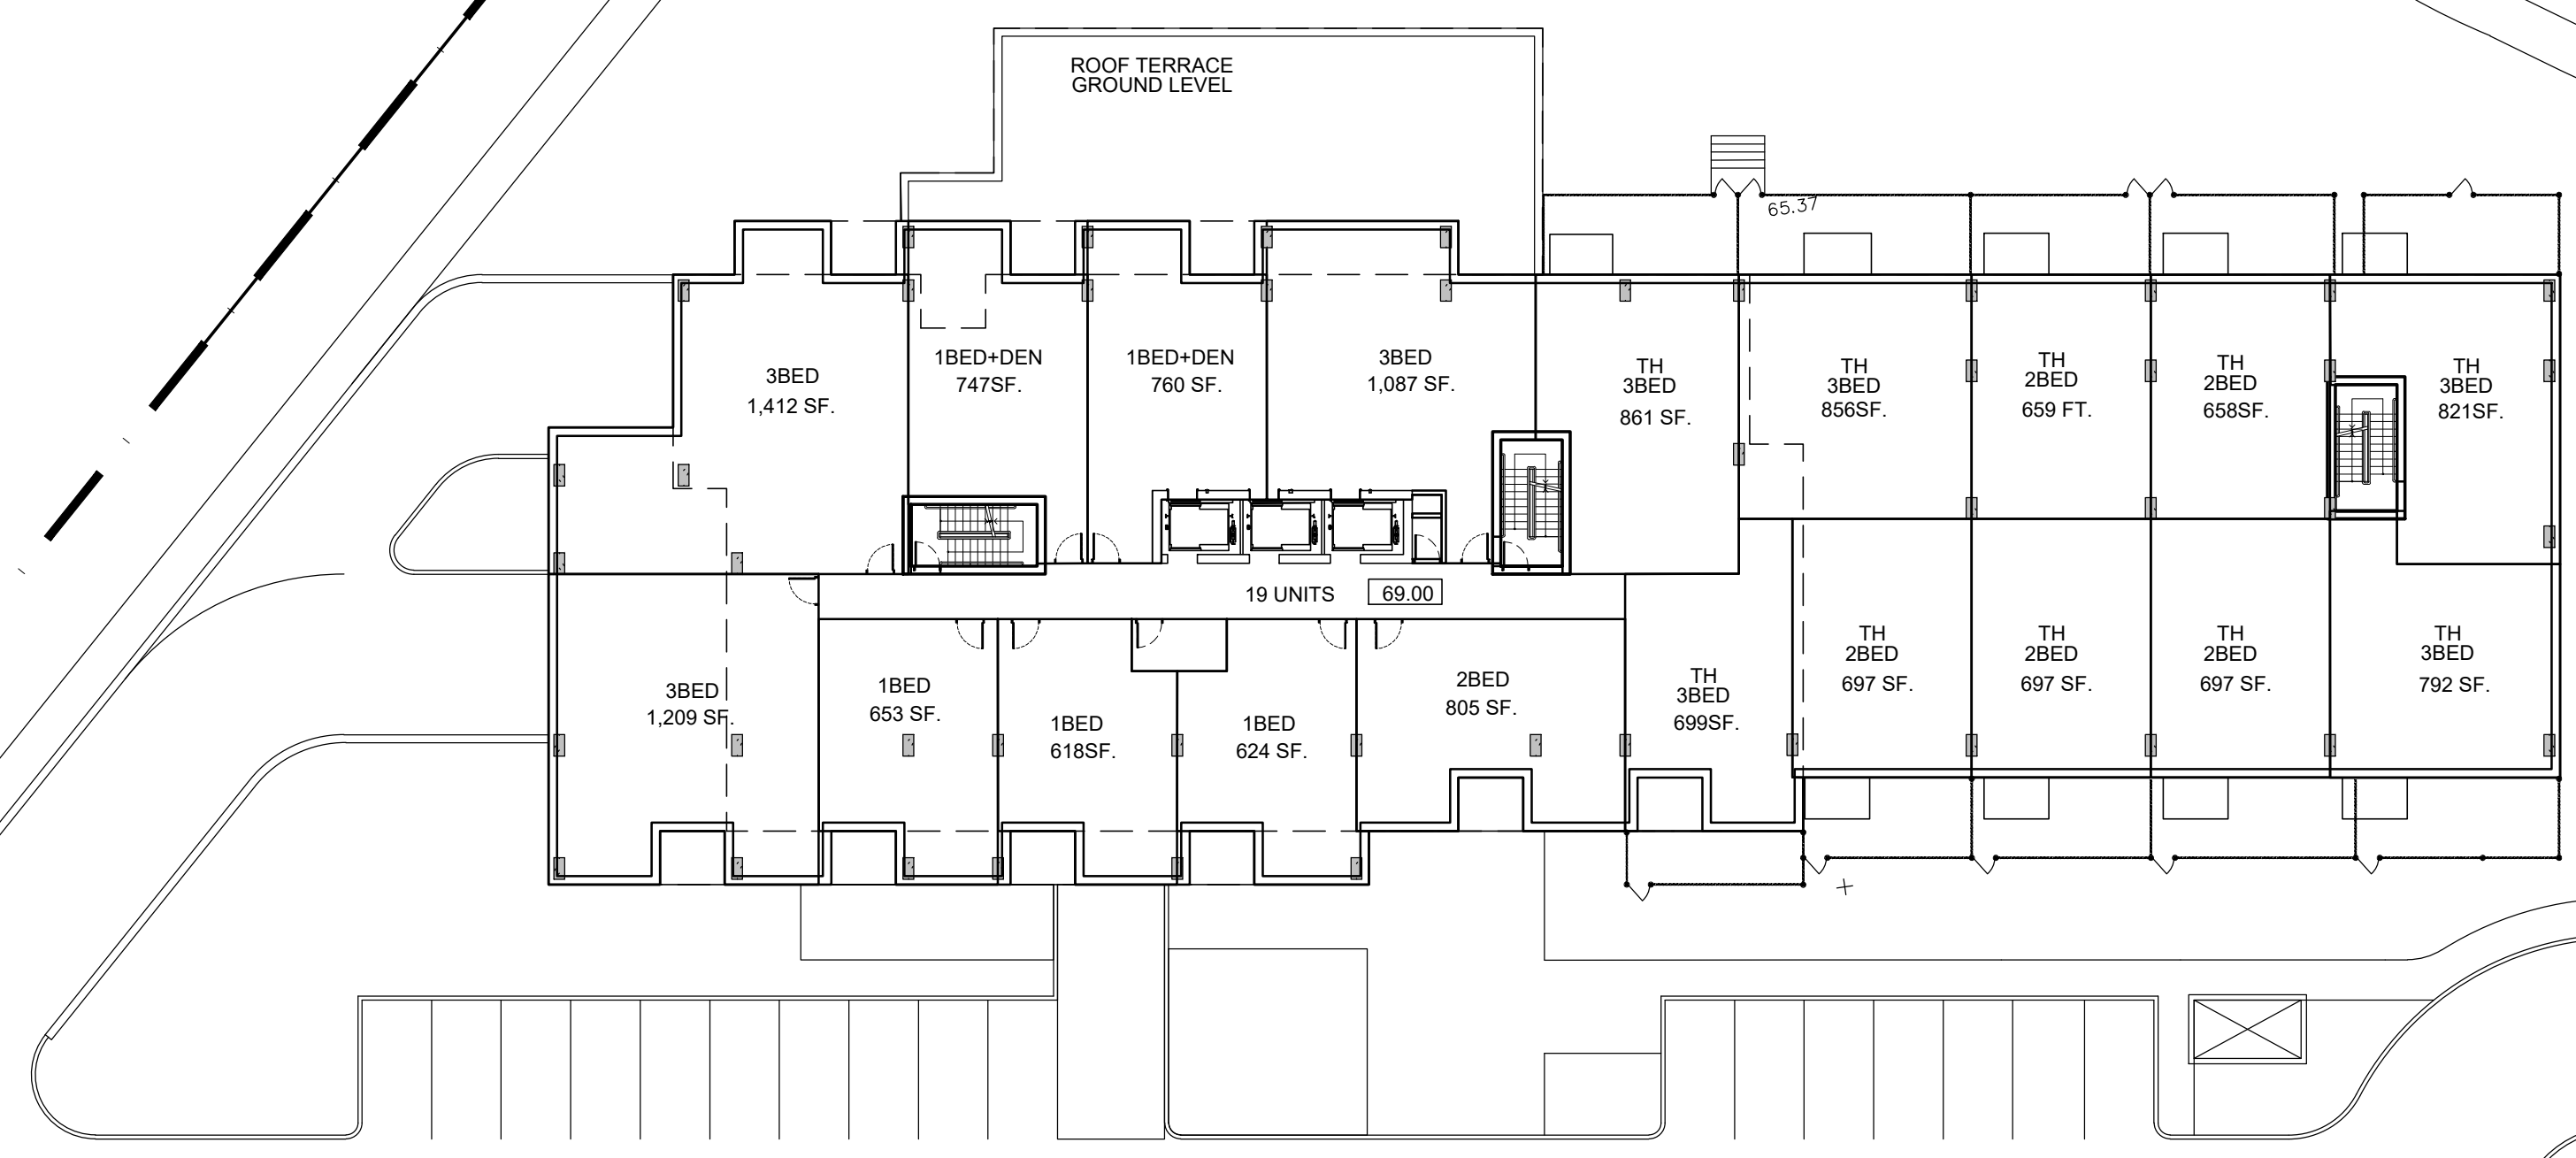 ROOF TERRACE
GROUND LEVEL
65.37
3BED
1,412 SF.
1BED+DEN
747SF.
1BED+DEN
760 SF.
3BED
1,087 SF.
TH
3BED
861 SF.
TH
3BED
856SF.
TH
2BED
659 FT.
TH
2BED
658SF.
TH
3BED
821SF.
19 UNITS 69.00
3BED
1,209 SF.
1BED
653 SF.
1BED
618SF.
1BED
624 SF.
2BED
805 SF.
TH
3BED
699SF.
TH
2BED
697 SF.
TH
2BED
697 SF.
TH
2BED
697 SF.
TH
3BED
792 SF.